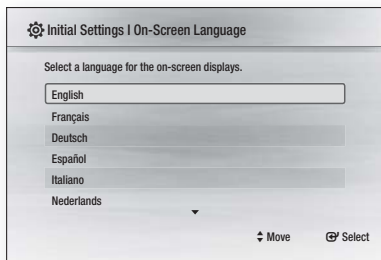 Initial Settings I On-Screen Language
Select a language for the on-screen displays.
English
Français
Deutsch
Español
Italiano
Nederlands
Move Select